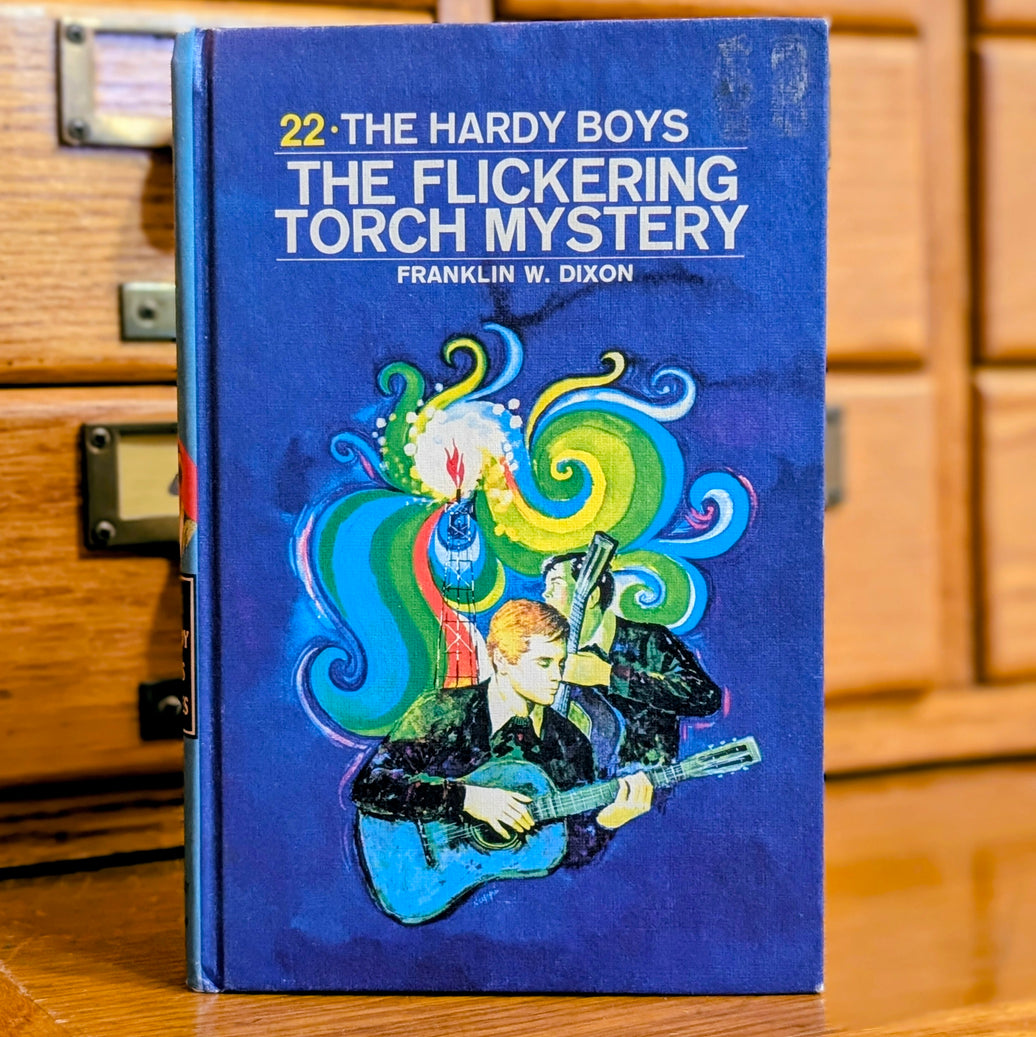 22·THE HARDY BOYS
THE FLICKERING
TORCH MYSTERY
FRANKLIN W. DIXON